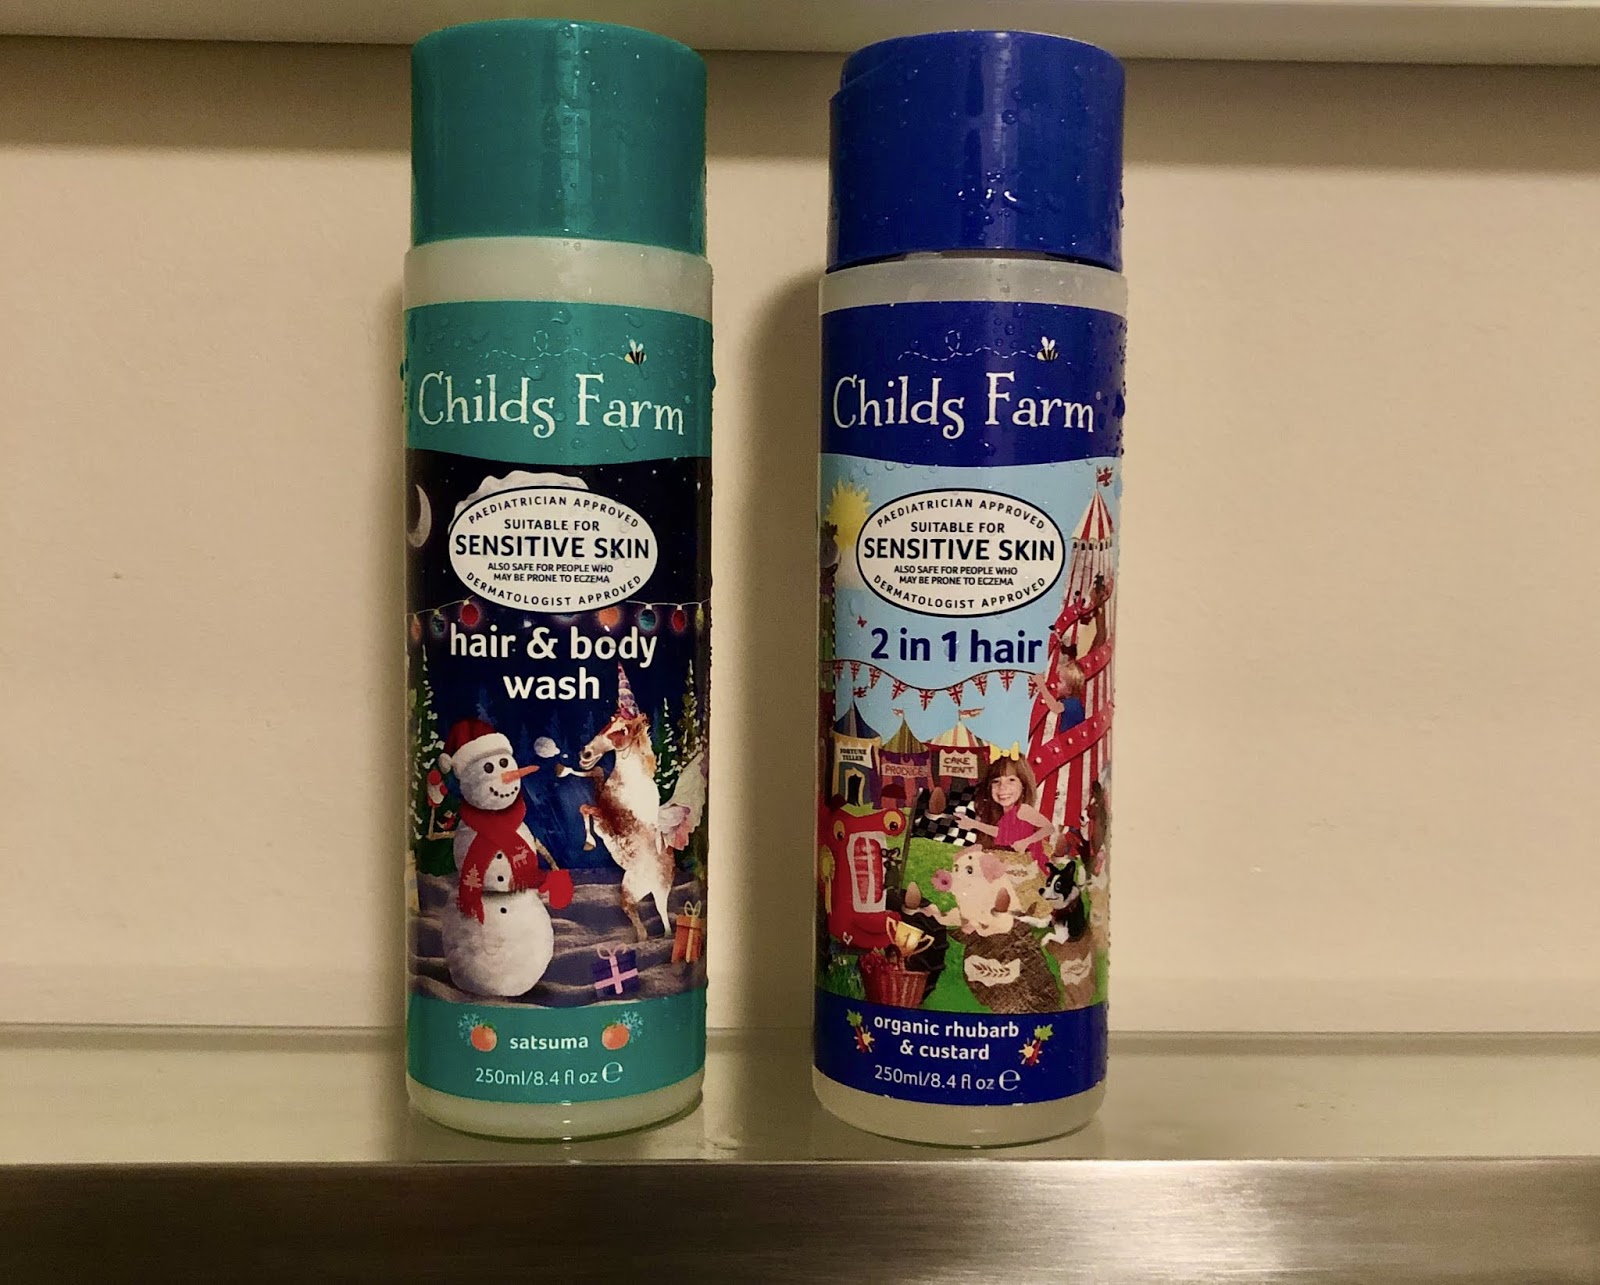 Childs Farm
PAEDIATRICIAN APPROVED
SUITABLE FOR
SENSITIVE SKIN
ALSO SAFE FOR PEOPLE WHO
MAY BE PRONE TO ECZEMA
DERMATOLOGIST APPROVED
hair & body
wash
satsuma
250ml/8.4 fl oz ℮
Childs Farm®
PAEDIATRICIAN APPROVED
SUITABLE FOR
SENSITIVE SKIN
ALSO SAFE FOR PEOPLE WHO
MAY BE PRONE TO ECZEMA
DERMATOLOGIST APPROVED
2 in 1 hair
FORTUNE
TELLER
PRODUCE
CAKE
TENT
1
organic rhubarb
& custard
250ml/8.4 fl oz ℮